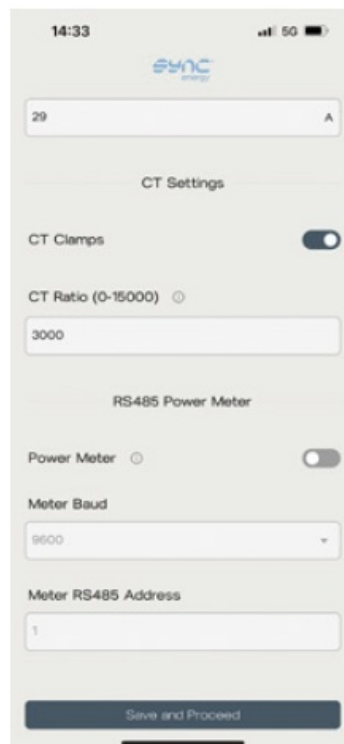 14:33
5G
sync
energy
29 A
CT Settings
CT Clamps
CT Ratio (0-15000)
3000
RS485 Power Meter
Power Meter
Meter Baud
9600
Meter RS485 Address
1
Save and Proceed